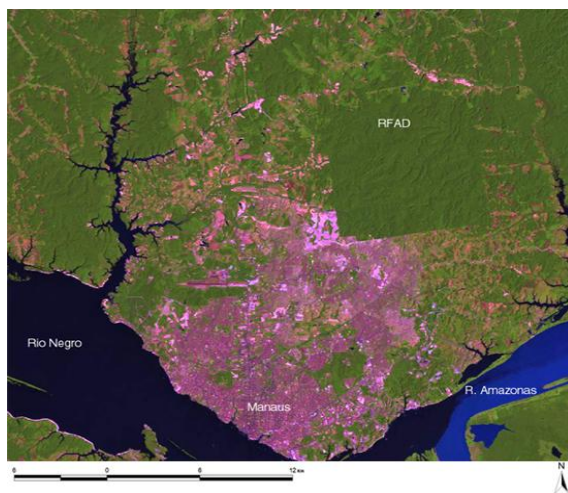 RFAD
Rio Negro
R. Amazonas
Manaus
6 0 6 12 KM
N